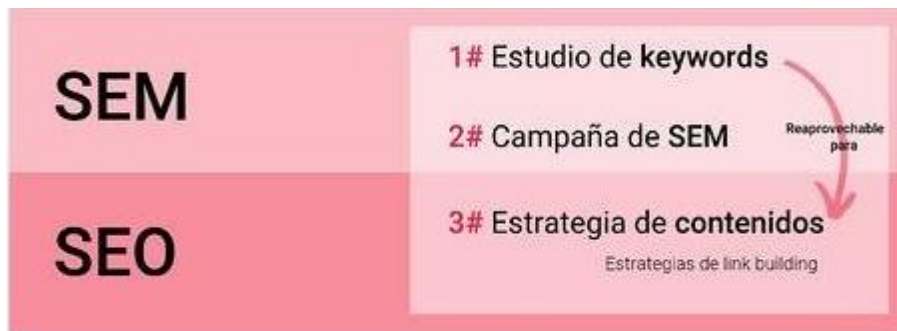 SEM
1# Estudio de keywords
2# Campaña de SEM
Reaprovechable
para
SEO
3# Estrategia de contenidos
Estrategias de link building